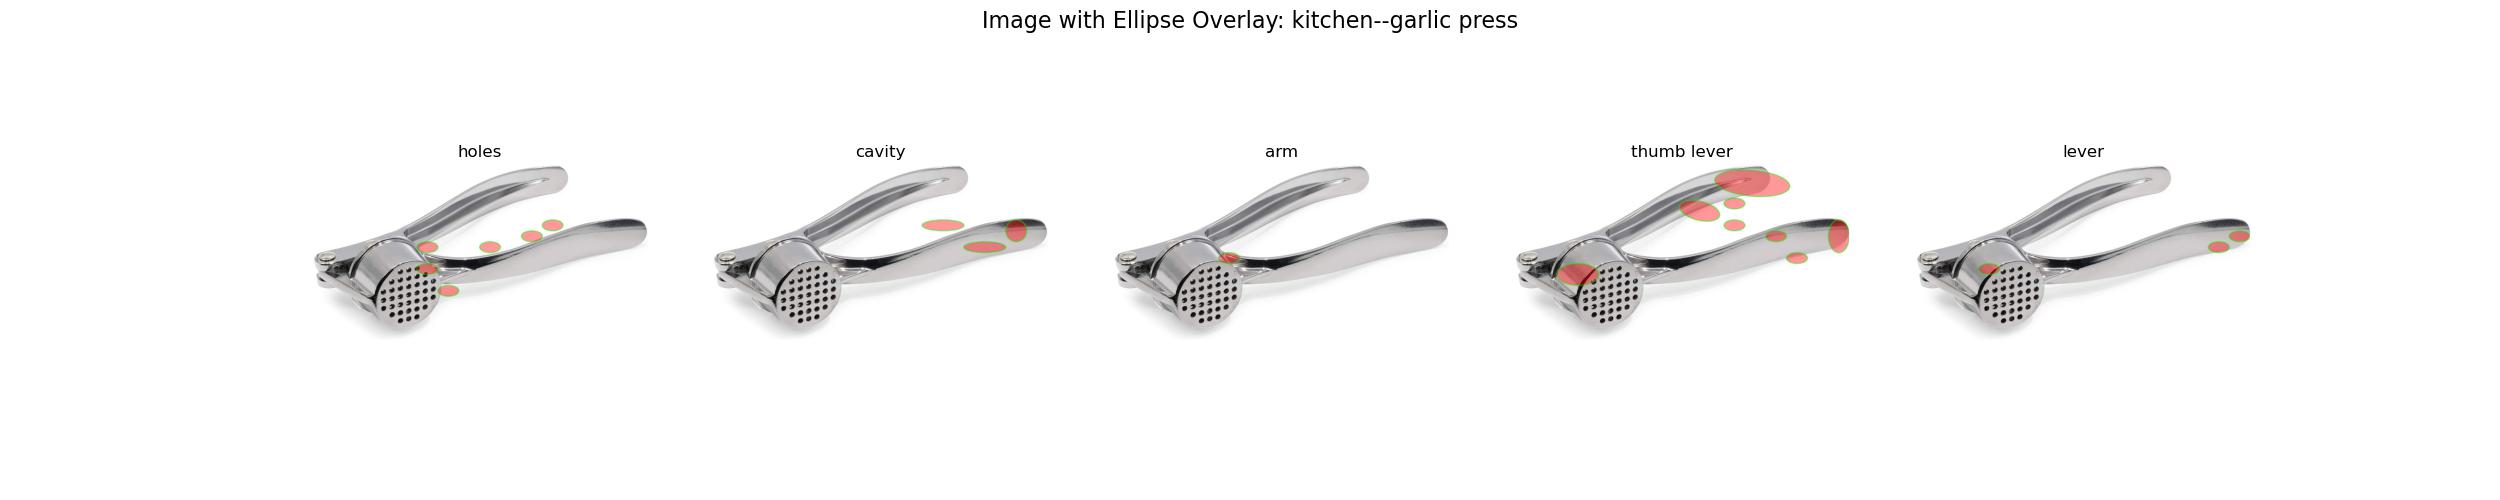 Image with Ellipse Overlay: kitchen--garlic press
holes
cavity
arm
thumb lever
lever